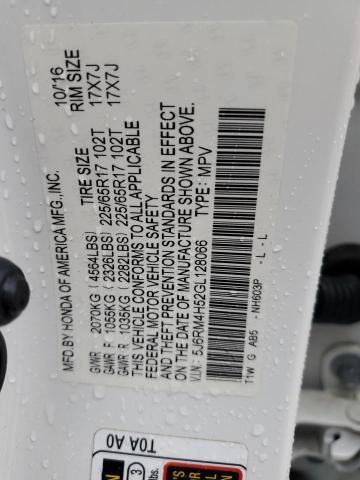 MFD.BY HONDA OF AMERICA MFG.,INC. 10/16
TIRE SIZE RIM SIZE
GVWR 2070KG (4564LBS)
GAWR F 1055KG (2326LBS) 225/65R17 102T 17X7J
GAWR R 1035KG (2282LBS) 225/65R17 102T 17X7J
THIS VEHICLE CONFORMS TO ALL APPLICABLE
FEDERAL MOTOR VEHICLE SAFETY
AND THEFT PREVENTION STANDARDS IN EFFECT
ON THE DATE OF MANUFACTURE SHOWN ABOVE.
V.I.N.: 5J6RM4H52GL128066 TYPE: MPV
T1W G AB5 - NH603P - L - L
T0A A0
3
lbs.